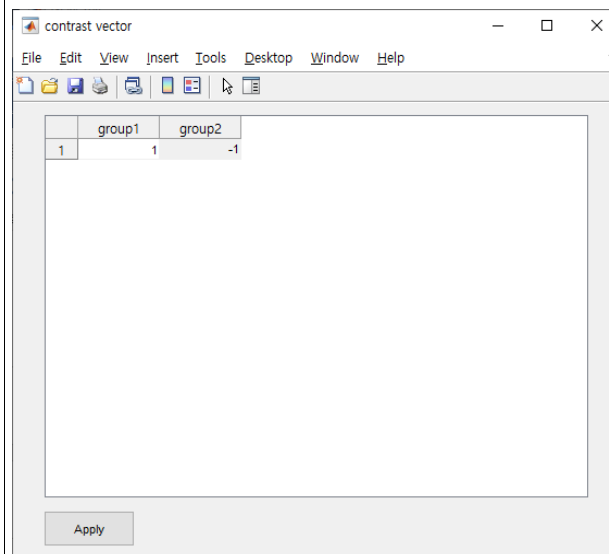 contrast vector
File Edit View Insert Tools Desktop Window Help
group1 group2
1 1 -1
Apply